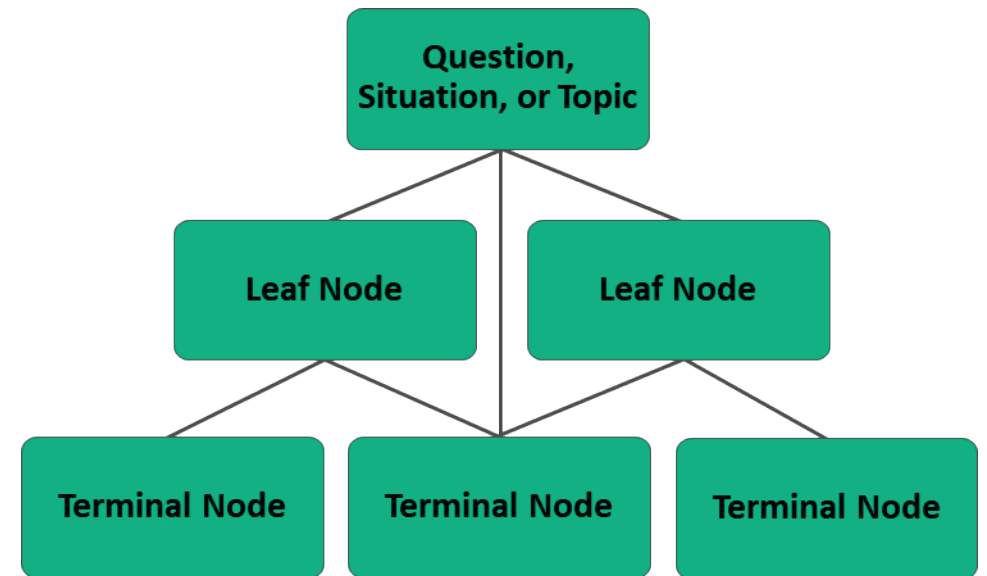 Question,
Situation, or Topic
Leaf Node
Leaf Node
Terminal Node
Terminal Node
Terminal Node